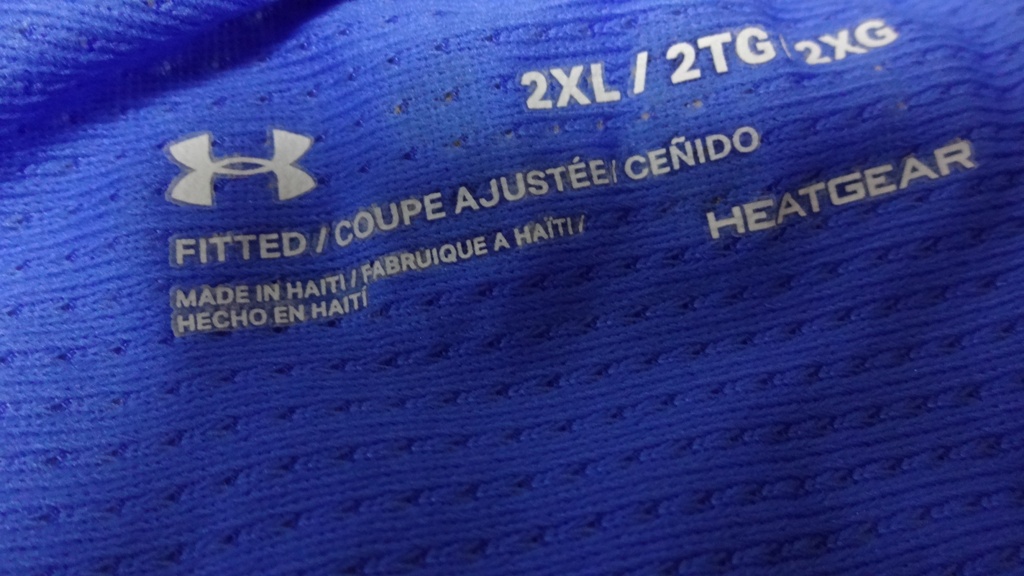 2XL / 2TG / 2XG
FITTED / COUPE AJUSTÉE / CEÑIDO
HEATGEAR
MADE IN HAITI / FABRUIQUE A HAÏTI /
HECHO EN HAITÍ